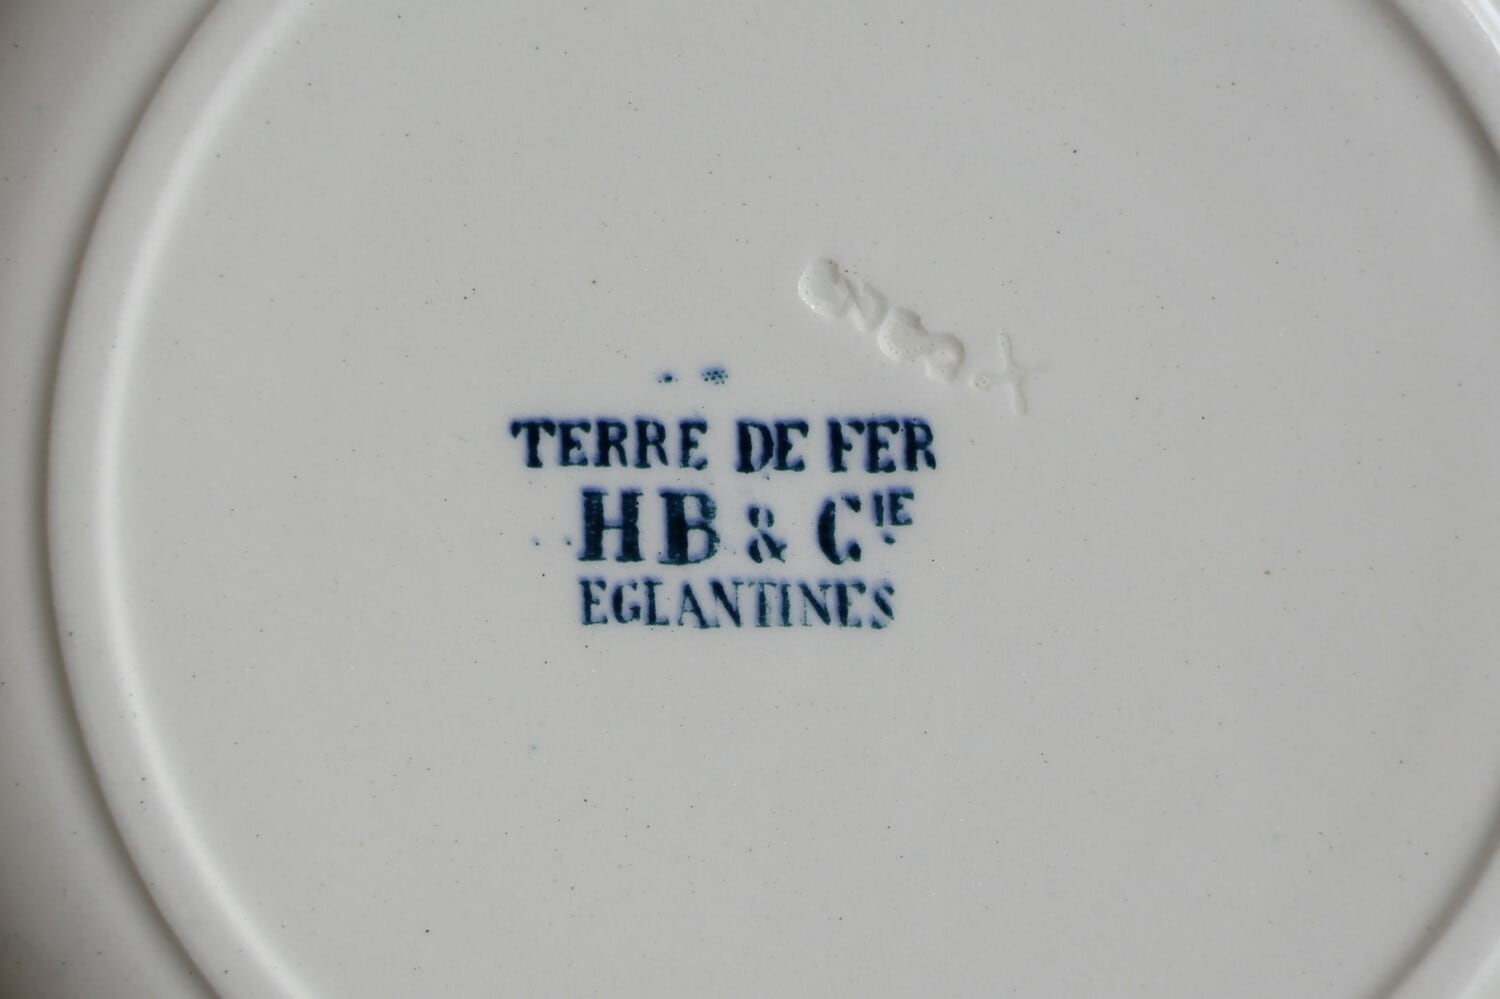 TERRE DE FER
HB & CIE
EGLANTINES